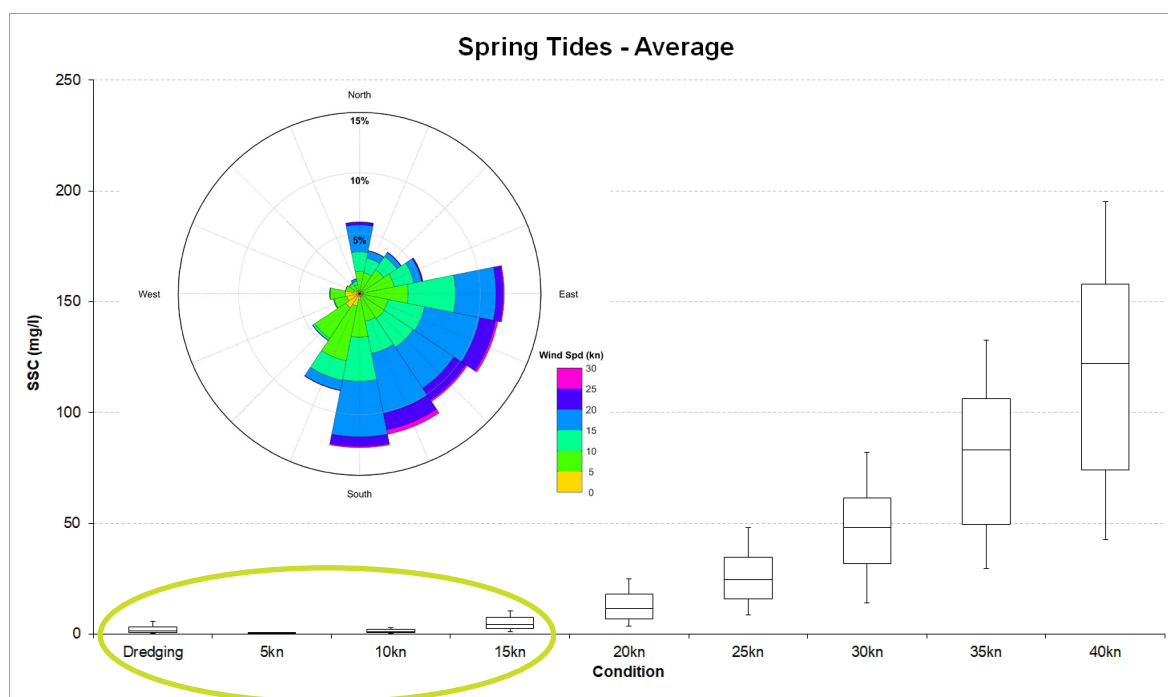 Spring Tides - Average
250
200
150
100
50
0
SSC (mg/l)
North
15%
10%
5%
West
East
South
Wind Spd (kn)
30
25
20
15
10
5
0
Dredging 5kn 10kn 15kn 20kn 25kn 30kn 35kn 40kn
Condition